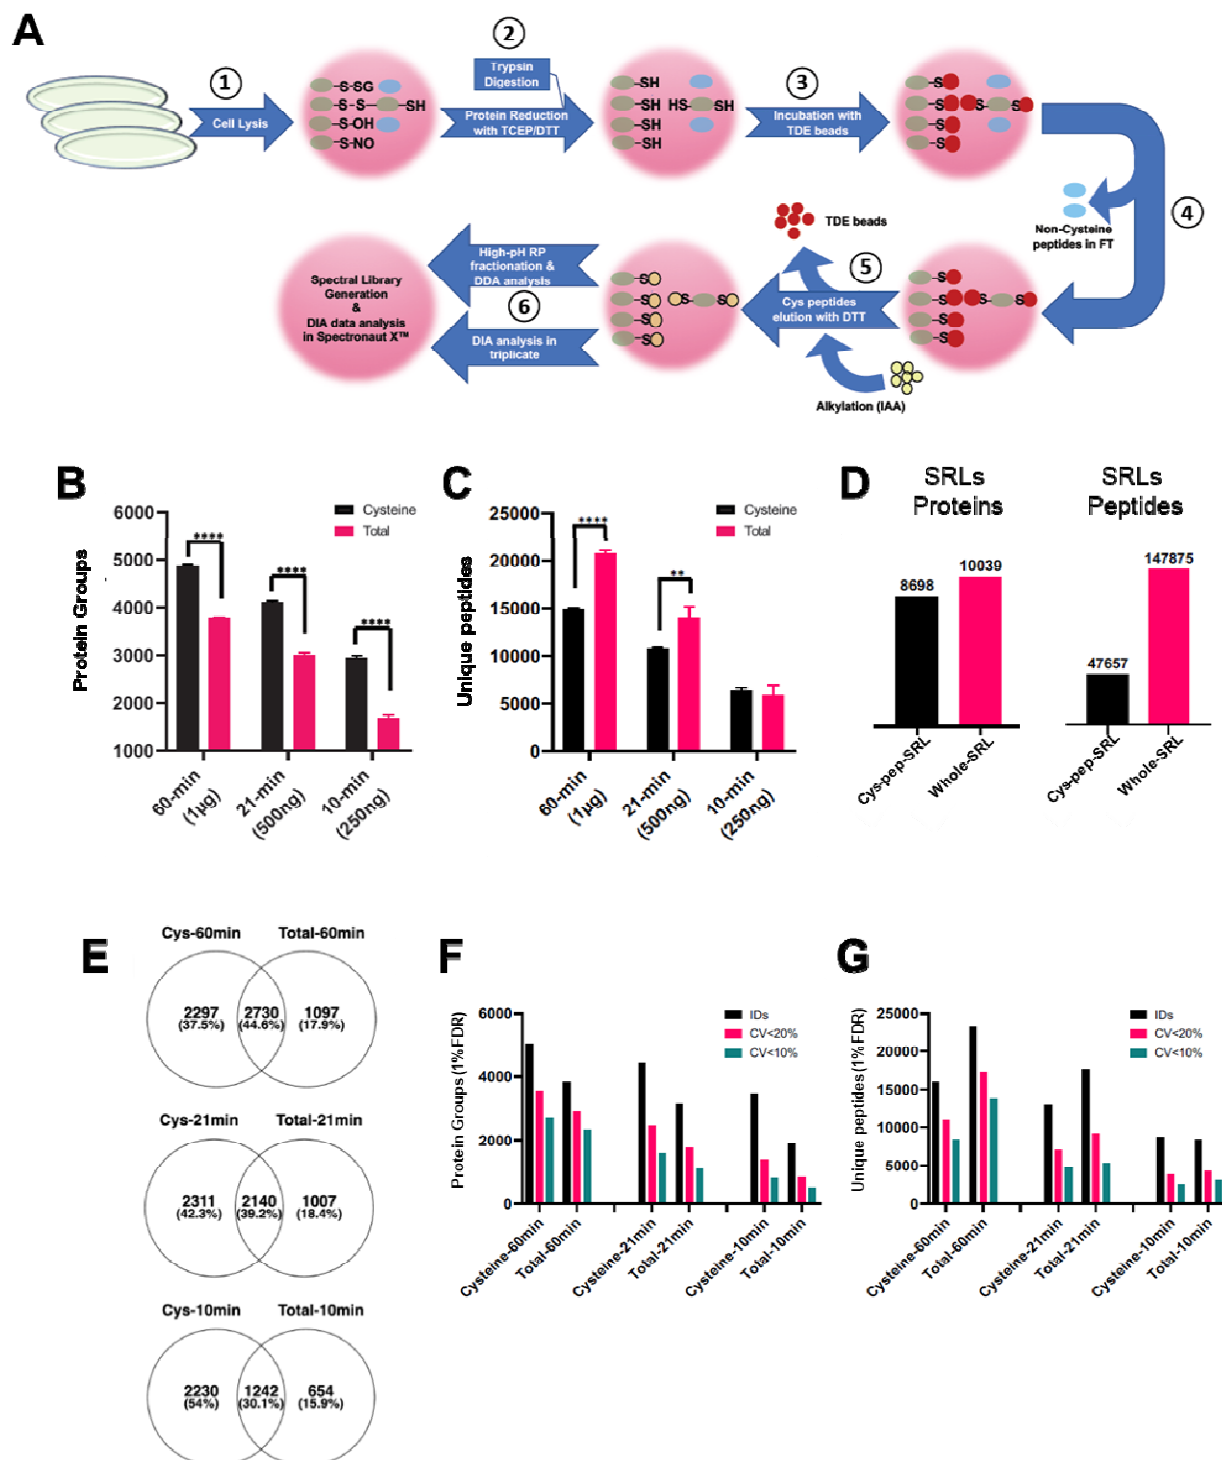 A
1
Cell Lysis
S-SG
S-S
SH
S-OH
S-NO
2
Trypsin
Digestion
Protein Reduction
with TCEP/DTT
SH
SH HS SH
SH
SH
3
Incubation with
TDE beads
S
S S S
S
S
4
Non-Cysteine
peptides in FT
TDE beads
5
Cys peptides
elution with DTT
Alkylation (IAA)
S
S S S
S
S
S
S S S
S
S
High-pH RP
fractionation &
DDA analysis
6
DIA analysis in
triplicate
Spectral Library
Generation
&
DIA data analysis
in Spectronaut X™
B
Protein Groups
6000
5000
4000
3000
2000
1000
Cysteine
Total
****
****
****
60-min
(1µg)
21-min
(500ng)
10-min
(250ng)
C
Unique peptides
25000
20000
15000
10000
5000
0
Cysteine
Total
****
**
60-min
(1µg)
21-min
(500ng)
10-min
(250ng)
D
SRLs
Proteins
8698
10039
Cys-pep-SRL
Whole-SRL
SRLs
Peptides
47657
147875
Cys-pep-SRL
Whole-SRL
E
Cys-60min Total-60min
2297 2730 1097
(37.5%) (44.6%) (17.9%)
Cys-21min Total-21min
2311 2140 1007
(42.3%) (39.2%) (18.4%)
Cys-10min Total-10min
2230 1242 654
(54%) (30.1%) (15.9%)
F
Protein Groups (1%FDR)
6000
4000
2000
0
IDs
CV<20%
CV<10%
Cysteine-60min
Total-60min
Cysteine-21min
Total-21min
Cysteine-10min
Total-10min
G
Unique peptides (1%FDR)
25000
20000
15000
10000
5000
0
IDs
CV<20%
CV<10%
Cysteine-60min
Total-60min
Cysteine-21min
Total-21min
Cysteine-10min
Total-10min